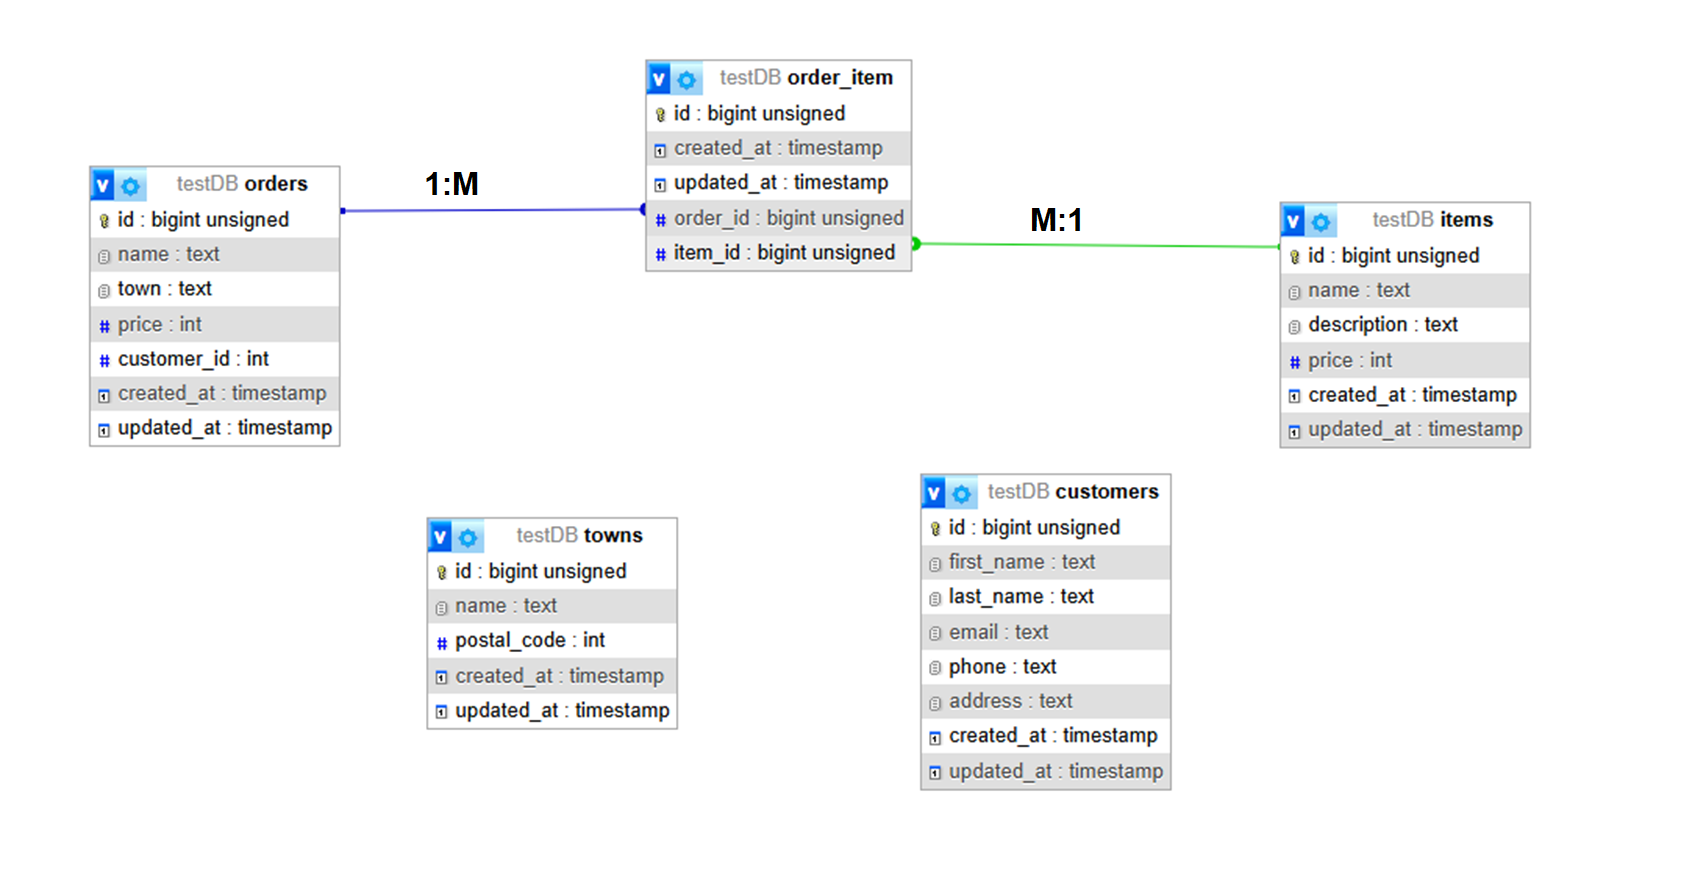 testDB order_item
id : bigint unsigned
created_at : timestamp
updated_at : timestamp
order_id : bigint unsigned
item_id : bigint unsigned
testDB orders
id : bigint unsigned
name : text
town : text
price : int
customer_id : int
created_at : timestamp
updated_at : timestamp
1:M
M:1
testDB items
id : bigint unsigned
name : text
description : text
price : int
created_at : timestamp
updated_at : timestamp
testDB towns
id : bigint unsigned
name : text
postal_code : int
created_at : timestamp
updated_at : timestamp
testDB customers
id : bigint unsigned
first_name : text
last_name : text
email : text
phone : text
address : text
created_at : timestamp
updated_at : timestamp